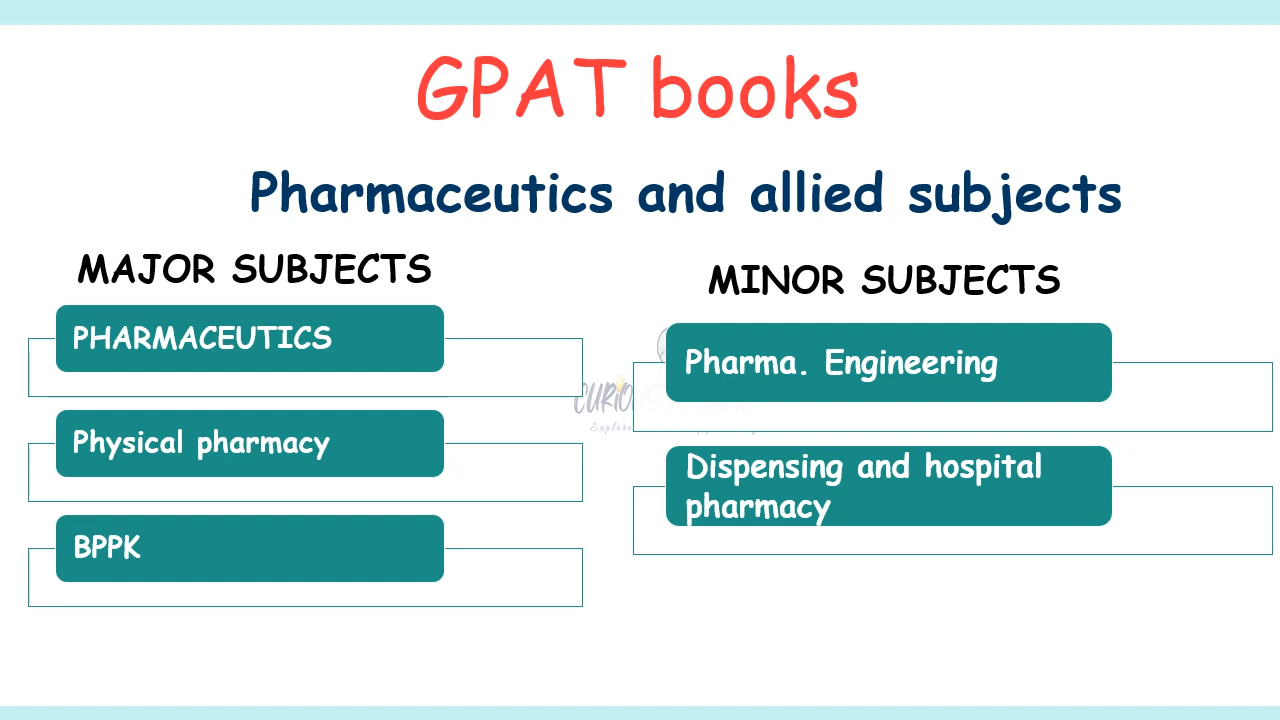 GPAT books
Pharmaceutics and allied subjects
MAJOR SUBJECTS
PHARMACEUTICS
Physical pharmacy
BPPK
MINOR SUBJECTS
Pharma. Engineering
Dispensing and hospital
pharmacy